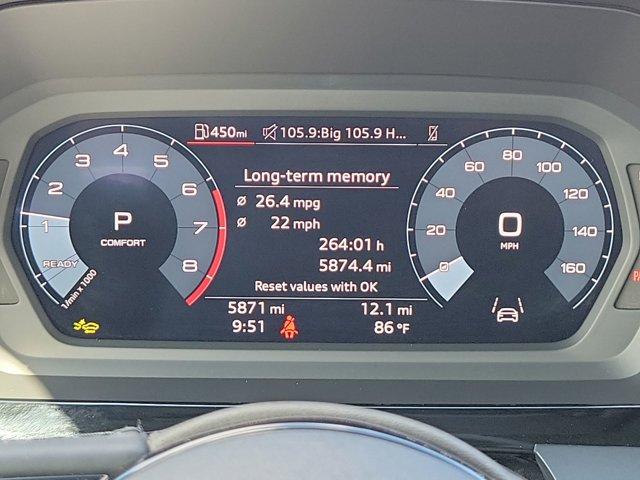 450mi
105.9:Big 105.9 H...
Long-term memory
Ø 26.4 mpg
Ø 22 mph
264:01 h
5874.4 mi
Reset values with OK
5871 mi
12.1 mi
9:51
86 °F
P
COMFORT
READY
1
2
3
4
5
6
7
8
1/min x 1000
0
MPH
0
20
40
60
80
100
120
140
160